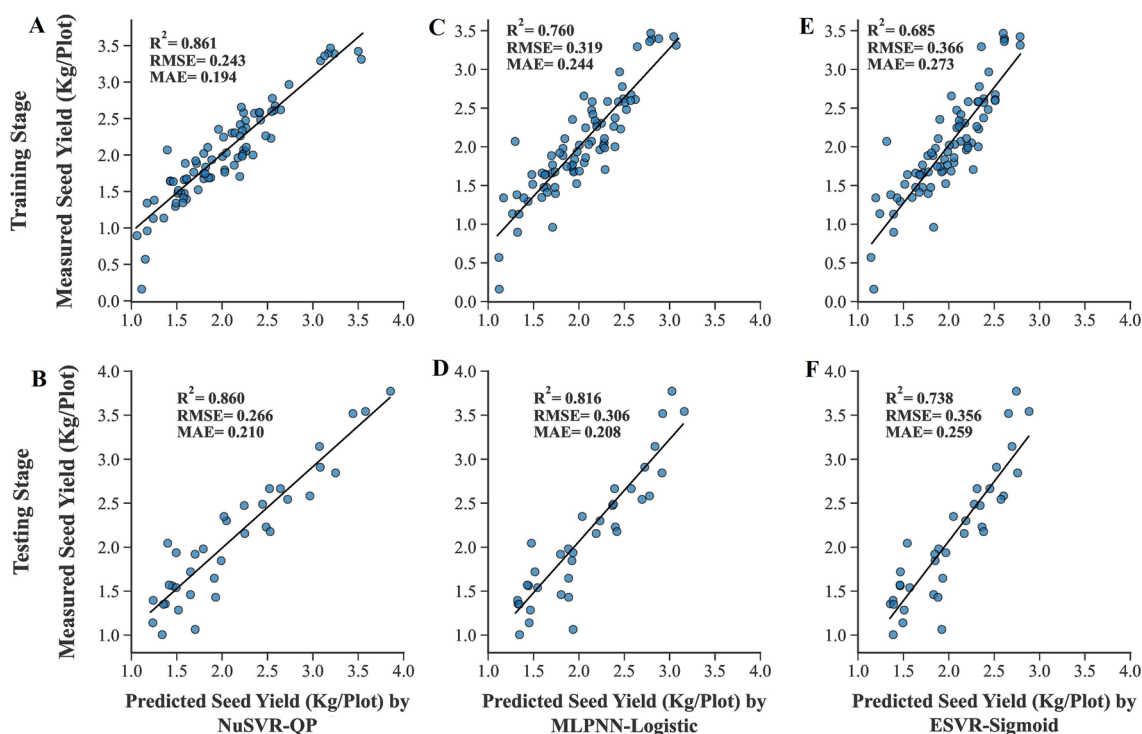 A
R2= 0.861
RMSE= 0.243
MAE= 0.194
C
R2= 0.760
RMSE= 0.319
MAE= 0.244
E
R2= 0.685
RMSE= 0.366
MAE= 0.273
Training Stage
Measured Seed Yield (Kg/Plot)
3.5
3.0
2.5
2.0
1.5
1.0
0.5
0.0
3.5
3.0
2.5
2.0
1.5
1.0
0.5
0.0
3.5
3.0
2.5
2.0
1.5
1.0
0.5
0.0
1.0 1.5 2.0 2.5 3.0 3.5 4.0
1.0 1.5 2.0 2.5 3.0 3.5 4.0
1.0 1.5 2.0 2.5 3.0 3.5 4.0
B
R2= 0.860
RMSE= 0.266
MAE= 0.210
D
R2= 0.816
RMSE= 0.306
MAE= 0.208
F
R2= 0.738
RMSE= 0.356
MAE= 0.259
Testing Stage
Measured Seed Yield (Kg/Plot)
4.0
3.5
3.0
2.5
2.0
1.5
1.0
4.0
3.5
3.0
2.5
2.0
1.5
1.0
4.0
3.5
3.0
2.5
2.0
1.5
1.0
1.0 1.5 2.0 2.5 3.0 3.5 4.0
1.0 1.5 2.0 2.5 3.0 3.5 4.0
1.0 1.5 2.0 2.5 3.0 3.5 4.0
Predicted Seed Yield (Kg/Plot) by
NuSVR-QP
Predicted Seed Yield (Kg/Plot) by
MLPNN-Logistic
Predicted Seed Yield (Kg/Plot) by
ESVR-Sigmoid